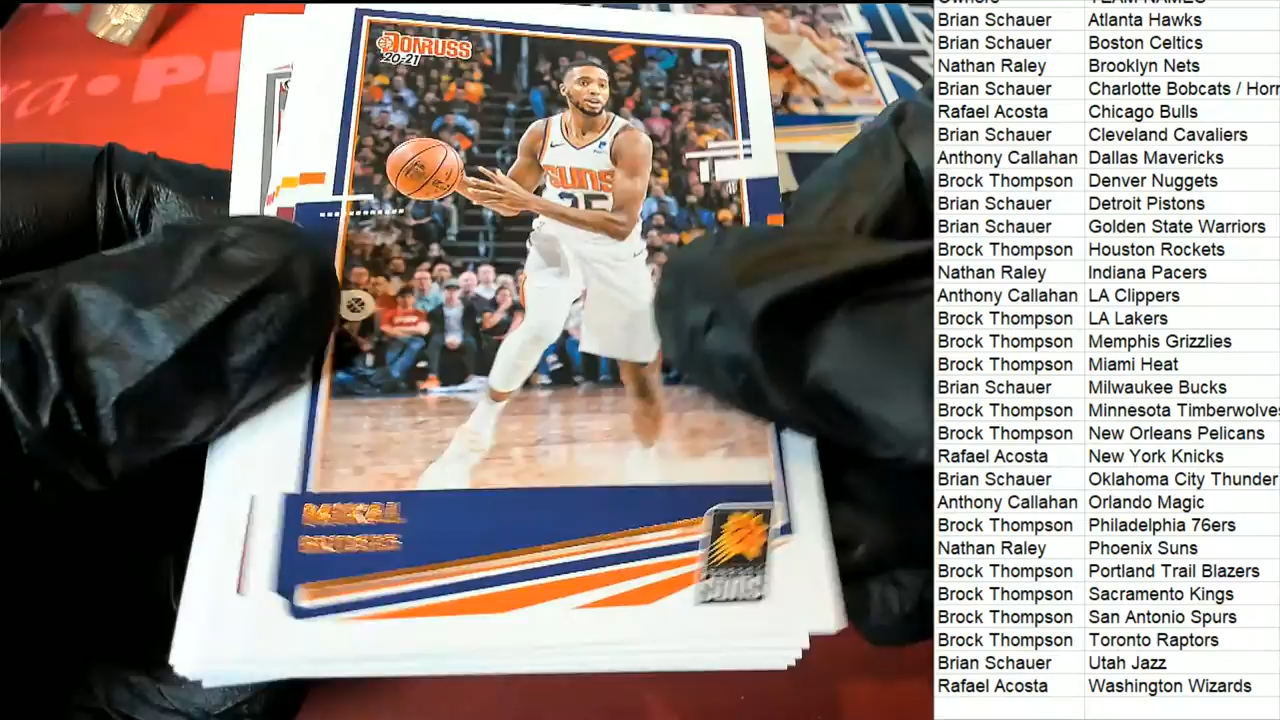 DONRUSS
20-21
SUNS
25
MIKAL
BRIDGES
SUNS
Brian Schauer Atlanta Hawks
Brian Schauer Boston Celtics
Nathan Raley Brooklyn Nets
Brian Schauer Charlotte Bobcats / Horr
Rafael Acosta Chicago Bulls
Brian Schauer Cleveland Cavaliers
Anthony Callahan Dallas Mavericks
Brock Thompson Denver Nuggets
Brian Schauer Detroit Pistons
Brian Schauer Golden State Warriors
Brock Thompson Houston Rockets
Nathan Raley Indiana Pacers
Anthony Callahan LA Clippers
Brock Thompson LA Lakers
Brock Thompson Memphis Grizzlies
Brock Thompson Miami Heat
Brian Schauer Milwaukee Bucks
Brock Thompson Minnesota Timberwolves
Brock Thompson New Orleans Pelicans
Rafael Acosta New York Knicks
Brian Schauer Oklahoma City Thunder
Anthony Callahan Orlando Magic
Brock Thompson Philadelphia 76ers
Nathan Raley Phoenix Suns
Brock Thompson Portland Trail Blazers
Brock Thompson Sacramento Kings
Brock Thompson San Antonio Spurs
Brock Thompson Toronto Raptors
Brian Schauer Utah Jazz
Rafael Acosta Washington Wizards